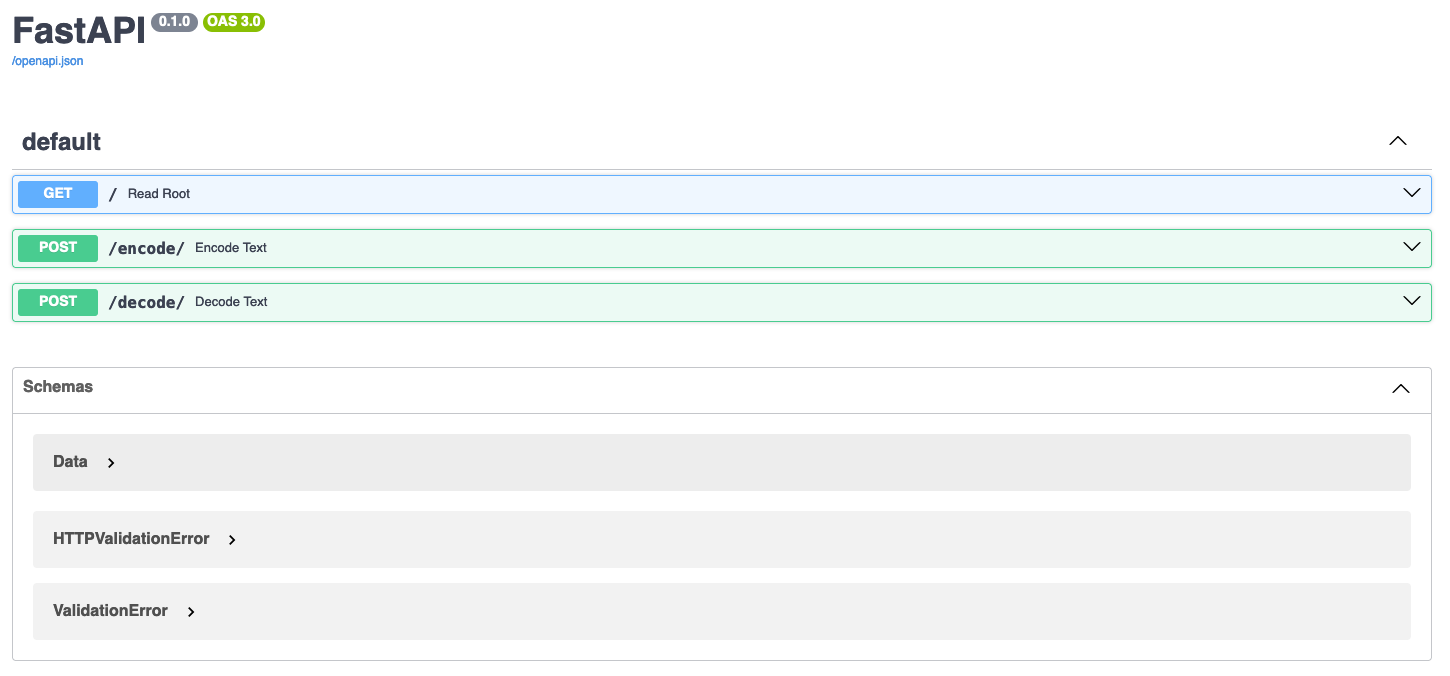 FastAPI 0.1.0 OAS 3.0
/openapi.json
default
GET / Read Root
POST /encode/ Encode Text
POST /decode/ Decode Text
Schemas
Data
HTTPValidationError
ValidationError